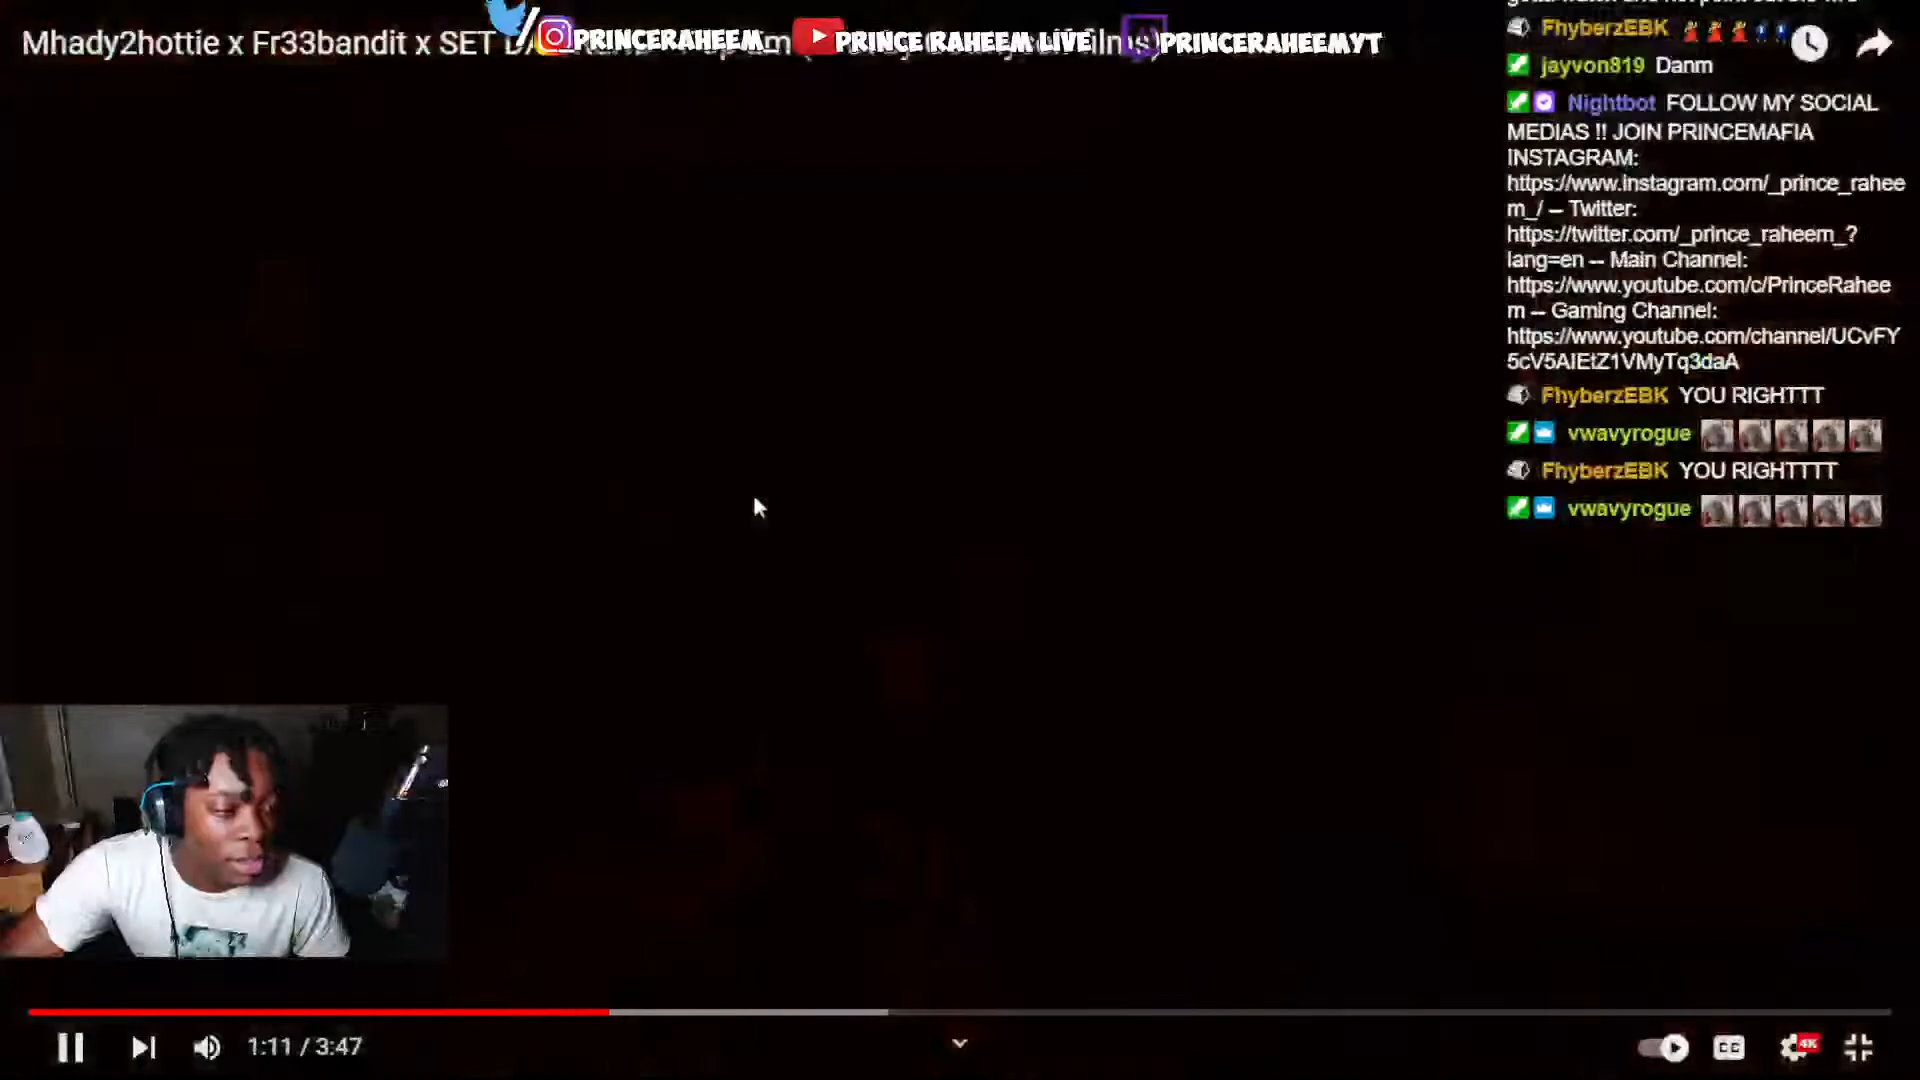 Mhady2hottie x Fr33bandit x SET
PRINCERAHEEM
PRINCE RAHEEM LIVE
PRINCERAHEEMYT
FhyberzEBK
jayvon819 Danm
Nightbot FOLLOW MY SOCIAL
MEDIAS !! JOIN PRINCEMAFIA
INSTAGRAM:
https://www.instagram.com/_prince_rahee
m_/ -- Twitter:
https://twitter.com/_prince_raheem_?
lang=en -- Main Channel:
https://www.youtube.com/c/PrinceRahee
m -- Gaming Channel:
https://www.youtube.com/channel/UCvFY
5cV5AIEtZ1VMyTq3daA
FhyberzEBK YOU RIGHTTT
vwavyrogue
FhyberzEBK YOU RIGHTTTT
vwavyrogue
1:11 / 3:47
CC
4K